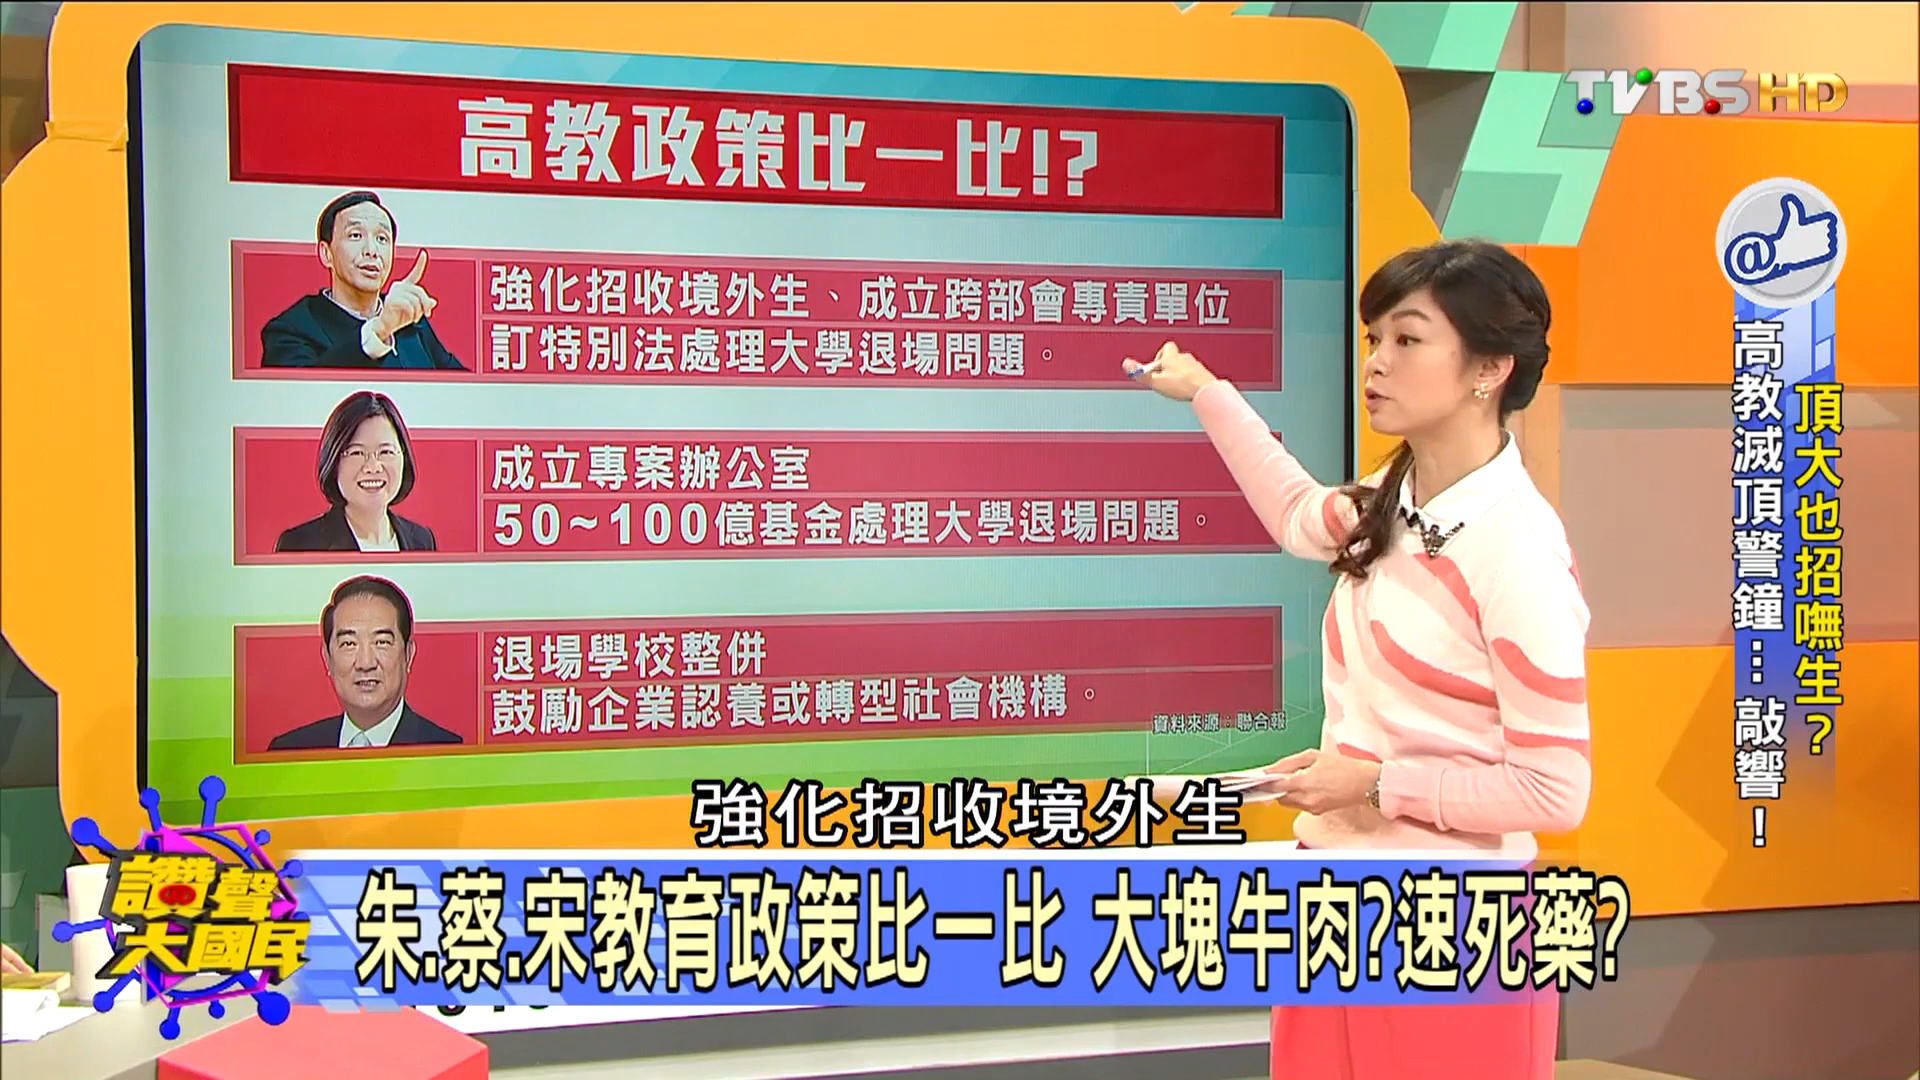 TVBS HD
高教政策比一比!?
強化招收境外生、成立跨部會專責單位
訂特別法處理大學退場問題。
成立專案辦公室
50~100億基金處理大學退場問題。
退場學校整併
鼓勵企業認養或轉型社會機構。
資料來源：聯合報
@
頂大也招嘸生？
高教滅頂警鐘…敲響！
強化招收境外生
讚聲
大國民
朱.蔡.宋教育政策比一比 大塊牛肉?速死藥?